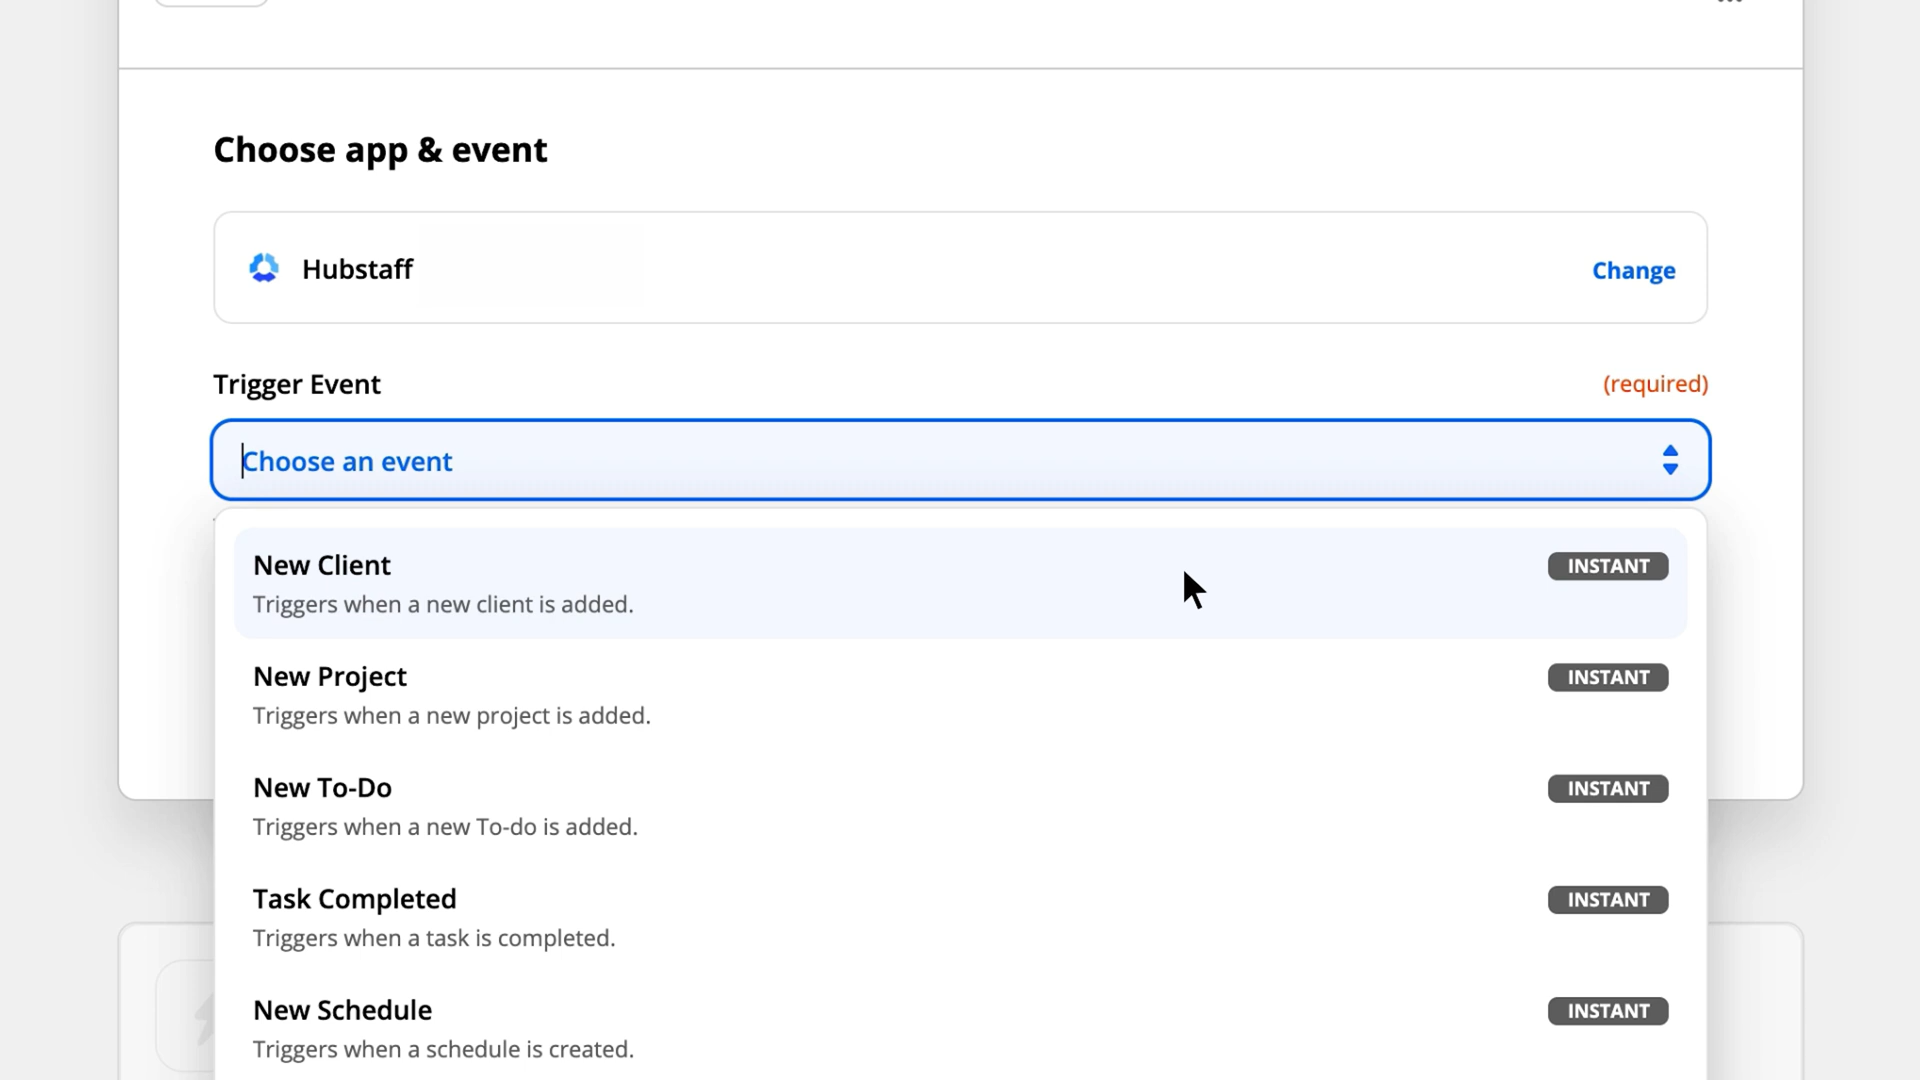 Choose app & event
Hubstaff
Change
Trigger Event
(required)
Choose an event
New Client
INSTANT
Triggers when a new client is added.
New Project
INSTANT
Triggers when a new project is added.
New To-Do
INSTANT
Triggers when a new To-do is added.
Task Completed
INSTANT
Triggers when a task is completed.
New Schedule
INSTANT
Triggers when a schedule is created.